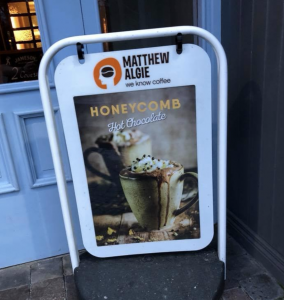 MATTHEW
ALGIE
we know coffee
HONEYCOMB
Hot Chocolate